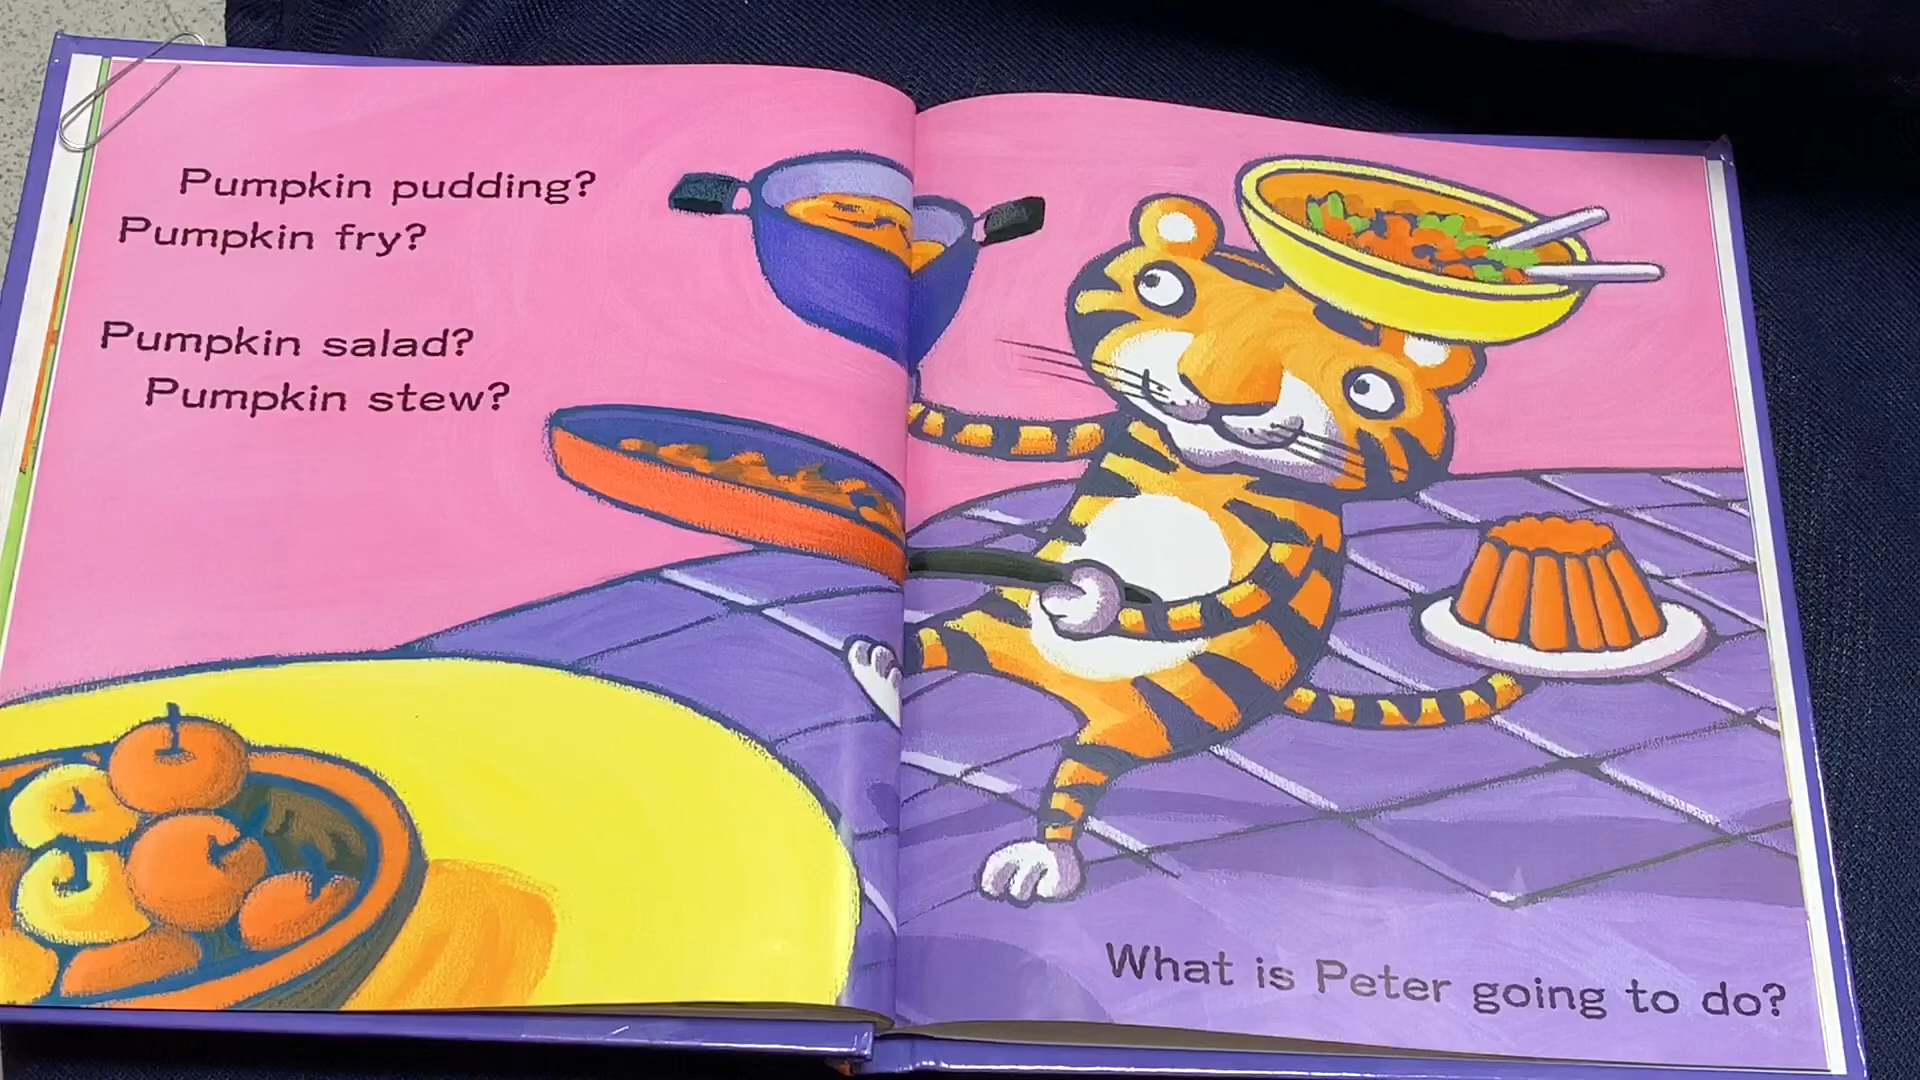 Pumpkin pudding?
Pumpkin fry?
Pumpkin salad?
Pumpkin stew?
What is Peter going to do?